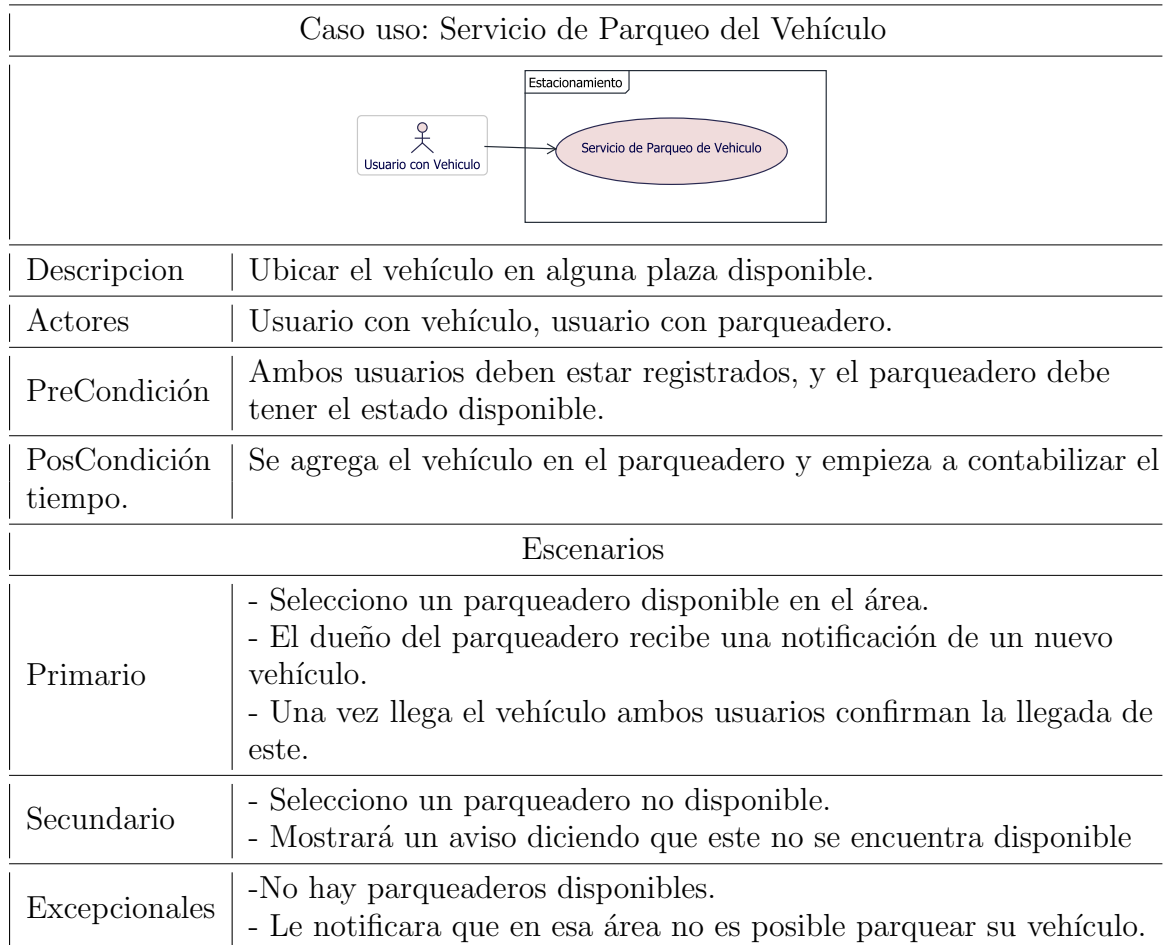 Caso uso: Servicio de Parqueo del Vehículo
Estacionamiento
Servicio de Parqueo de Vehiculo
Usuario con Vehiculo
Descripcion
Ubicar el vehículo en alguna plaza disponible.
Actores
Usuario con vehículo, usuario con parqueadero.
PreCondición
Ambos usuarios deben estar registrados, y el parqueadero debe
tener el estado disponible.
PosCondición
Se agrega el vehículo en el parqueadero y empieza a contabilizar el
tiempo.
Escenarios
Primario
- Selecciono un parqueadero disponible en el área.
- El dueño del parqueadero recibe una notificación de un nuevo
vehículo.
- Una vez llega el vehículo ambos usuarios confirman la llegada de
este.
Secundario
- Selecciono un parqueadero no disponible.
- Mostrará un aviso diciendo que este no se encuentra disponible
Excepcionales
-No hay parqueaderos disponibles.
- Le notificara que en esa área no es posible parquear su vehículo.